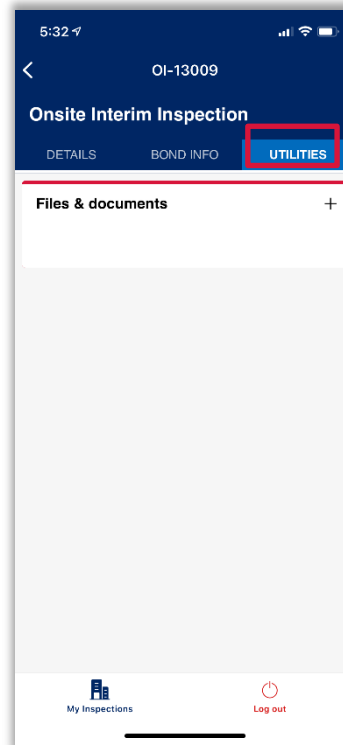 5:32
OI-13009
Onsite Interim Inspection
DETAILS BOND INFO UTILITIES
Files & documents +
My Inspections Log out